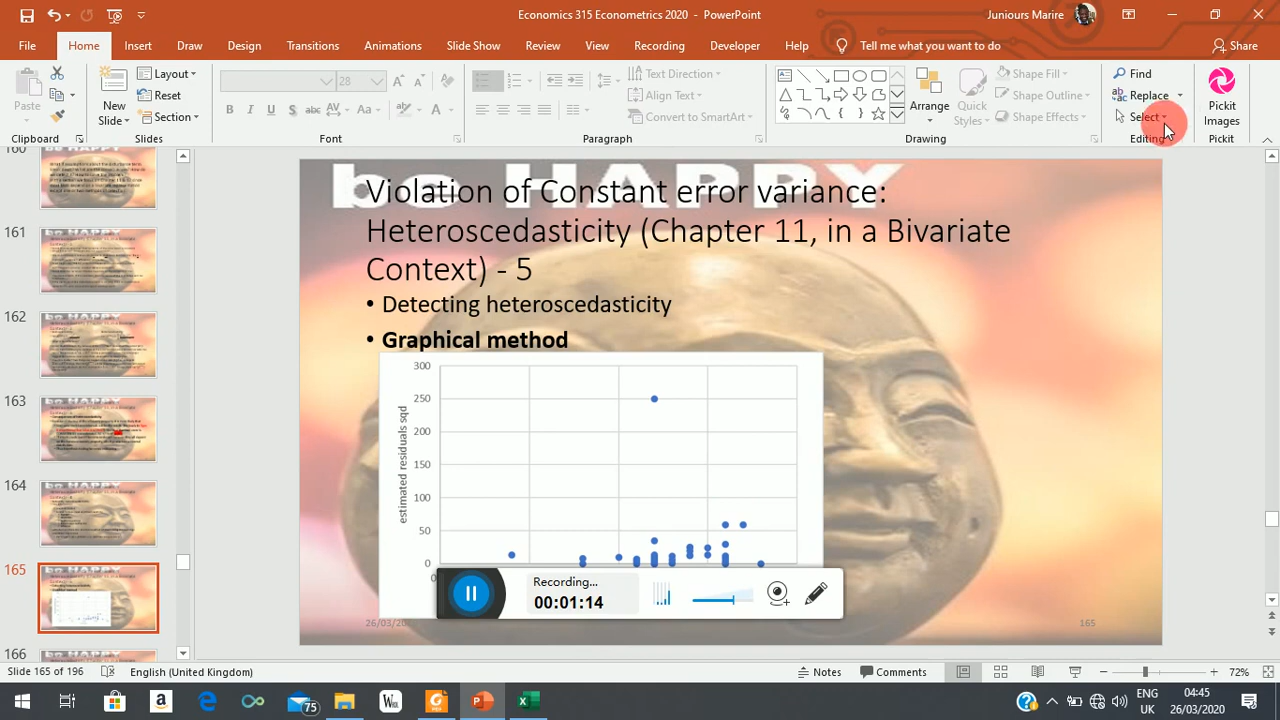 Economics 315 Econometrics 2020 - PowerPoint
Juniours Marire
File Home Insert Draw Design Transitions Animations Slide Show Review View Recording Developer Help Tell me what you want to do Share
Paste
New Slide
Layout
Reset
Section
28
Text Direction
Align Text
Convert to SmartArt
Arrange
Quick Styles
Shape Fill
Shape Outline
Shape Effects
Find
Replace
Select
Pickit Images
Clipboard Slides Font Paragraph Drawing Editing Pickit
160
161
162
163
164
165
166
be HAPPY
Violation of Constant error variance:
Heteroscedasticity (Chapter 11, in a Bivariate
Context) - 5
• Detecting heteroscedasticity
• Graphical method
estimated residuals sqd
300
250
200
150
100
50
0
Recording...
00:01:14
165
Slide 165 of 196 English (United Kingdom) Notes Comments 72%
75
ENG
UK
04:45
26/03/2020